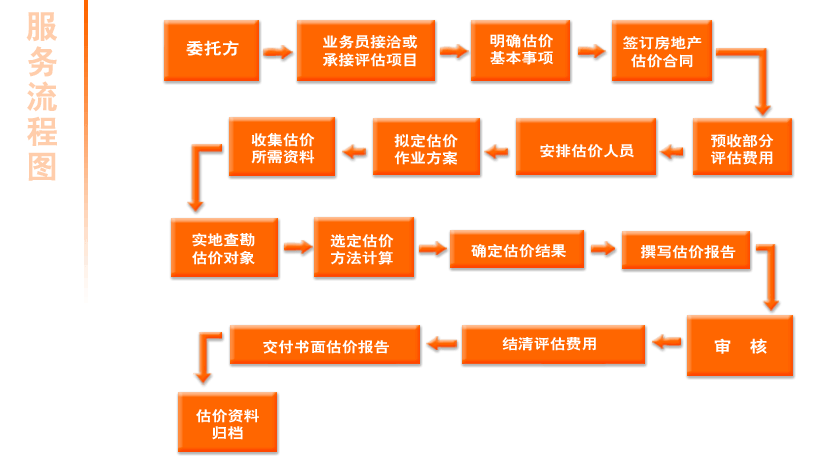 服务流程图
委托方
业务员接洽或
承接评估项目
明确估价
基本事项
签订房地产
估价合同
预收部分
评估费用
安排估价人员
拟定估价
作业方案
收集估价
所需资料
实地查勘
估价对象
选定估价
方法计算
确定估价结果
撰写估价报告
审 核
结清评估费用
交付书面估价报告
估价资料
归档